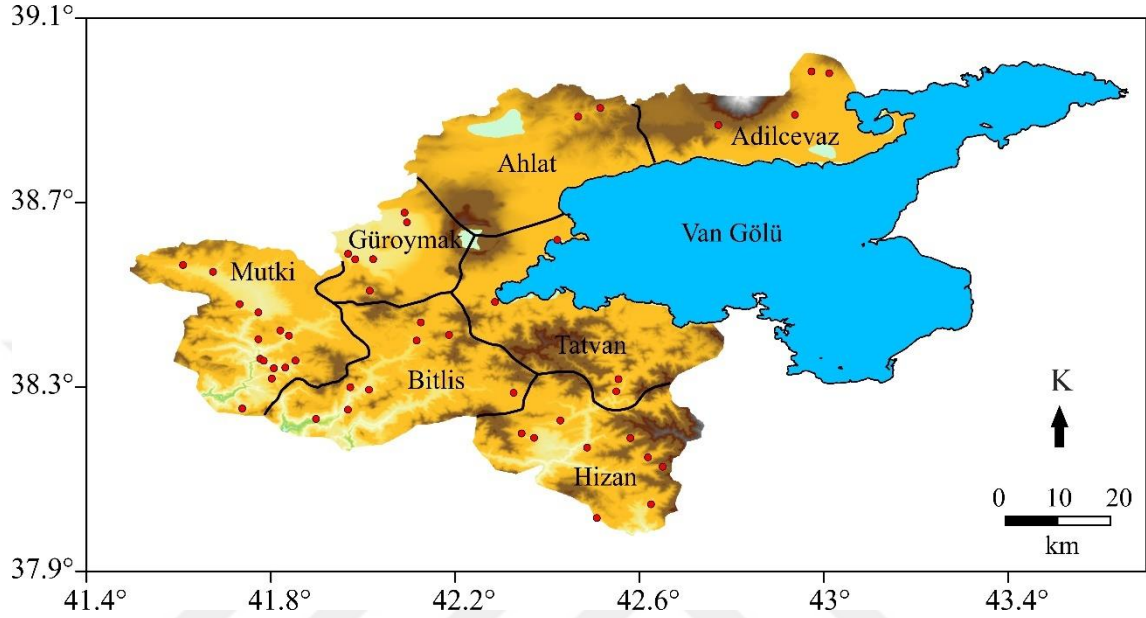 39.1°
Adilcevaz
Ahlat
38.7°
Van Gölü
Güroymak
Mutki
Tatvan
38.3°
Bitlis
K
Hizan
0 10 20
km
37.9°
41.4° 41.8° 42.2° 42.6° 43° 43.4°